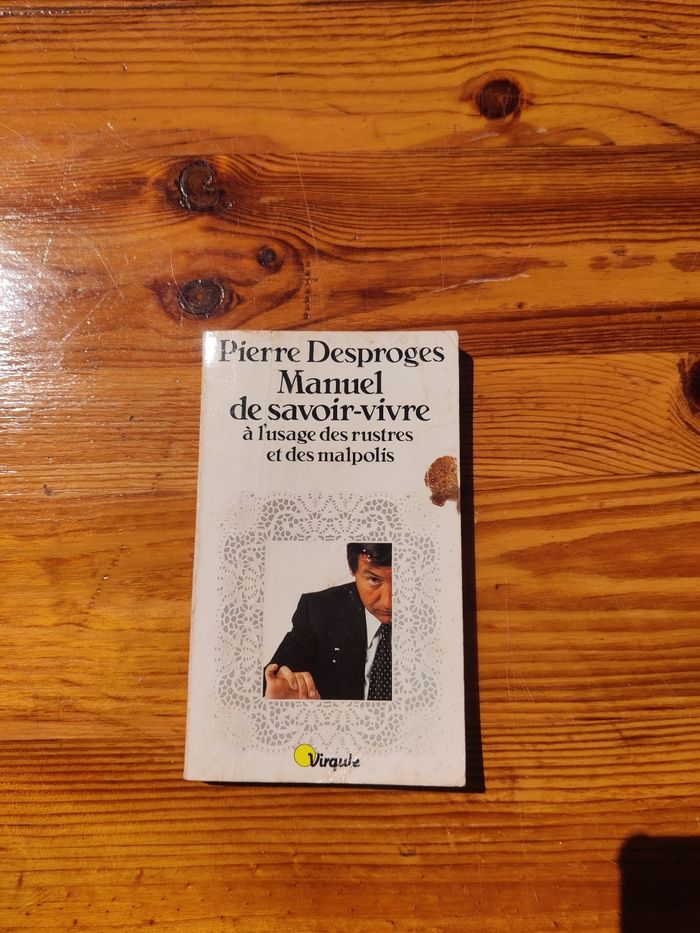 Pierre Desproges
Manuel
de savoir-vivre
à l'usage des rustres
et des malpolis
Virgule